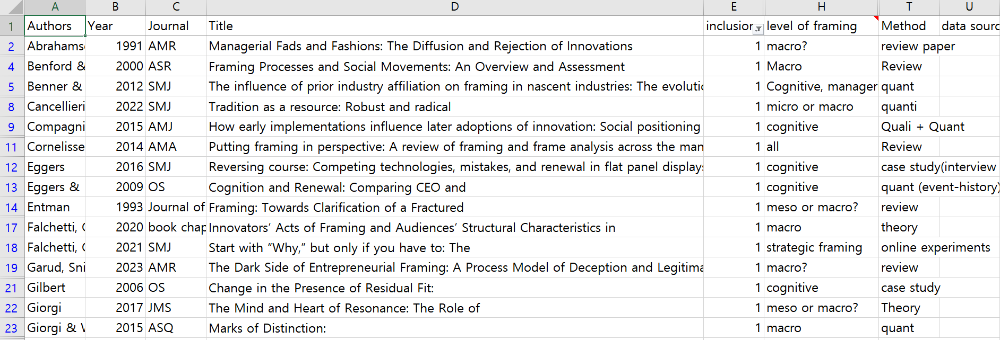 A B C D E H T U
1 Authors Year Journal Title inclusion level of framing Method data sourc
2 Abrahams 1991 AMR Managerial Fads and Fashions: The Diffusion and Rejection of Innovations 1 macro? review paper
4 Benford & 2000 ASR Framing Processes and Social Movements: An Overview and Assessment 1 Macro Review
5 Benner & 2012 SMJ The influence of prior industry affiliation on framing in nascent industries: The evolutic 1 Cognitive, manager quant
8 Cancellieri 2022 SMJ Tradition as a resource: Robust and radical 1 micro or macro quanti
9 Compagni 2015 AMJ How early implementations influence later adoptions of innovation: Social positioning 1 cognitive Quali + Quant
11 Cornelisse 2014 AMA Putting framing in perspective: A review of framing and frame analysis across the man 1 all Review
12 Eggers 2016 SMJ Reversing course: Competing technologies, mistakes, and renewal in flat panel displays 1 cognitive case study(interview
13 Eggers & 2009 OS Cognition and Renewal: Comparing CEO and 1 cognitive quant (event-history)
14 Entman 1993 Journal of Framing: Towards Clarification of a Fractured 1 meso or macro? review
17 Falchetti, 2020 book chap Innovators’ Acts of Framing and Audiences’ Structural Characteristics in 1 macro theory
18 Falchetti, 2021 SMJ Start with “Why,” but only if you have to: The 1 strategic framing online experiments
19 Garud, Sni 2023 AMR The Dark Side of Entrepreneurial Framing: A Process Model of Deception and Legitima 1 macro? review
21 Gilbert 2006 OS Change in the Presence of Residual Fit: 1 cognitive case study
22 Giorgi 2017 JMS The Mind and Heart of Resonance: The Role of 1 meso or macro? Theory
23 Giorgi & 2015 ASQ Marks of Distinction: 1 macro quant